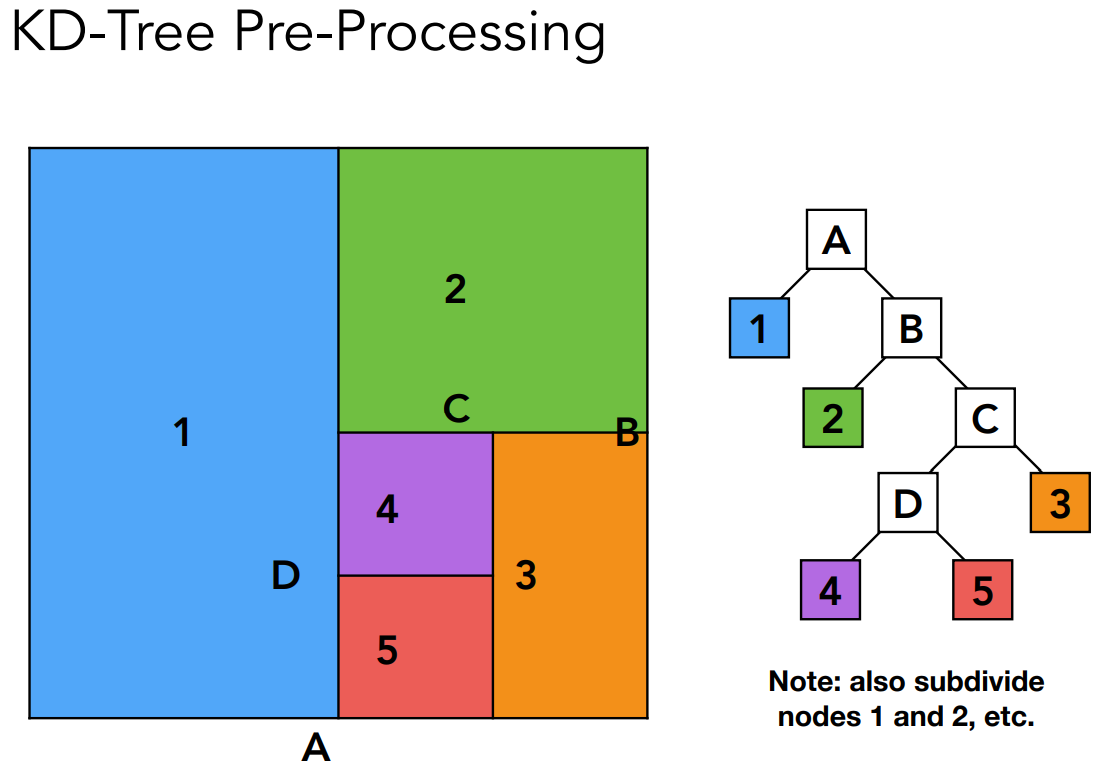 KD-Tree Pre-Processing
1
2
C
B
4
D
3
5
A
A
1
B
2
C
D
3
4
5
Note: also subdivide
nodes 1 and 2, etc.